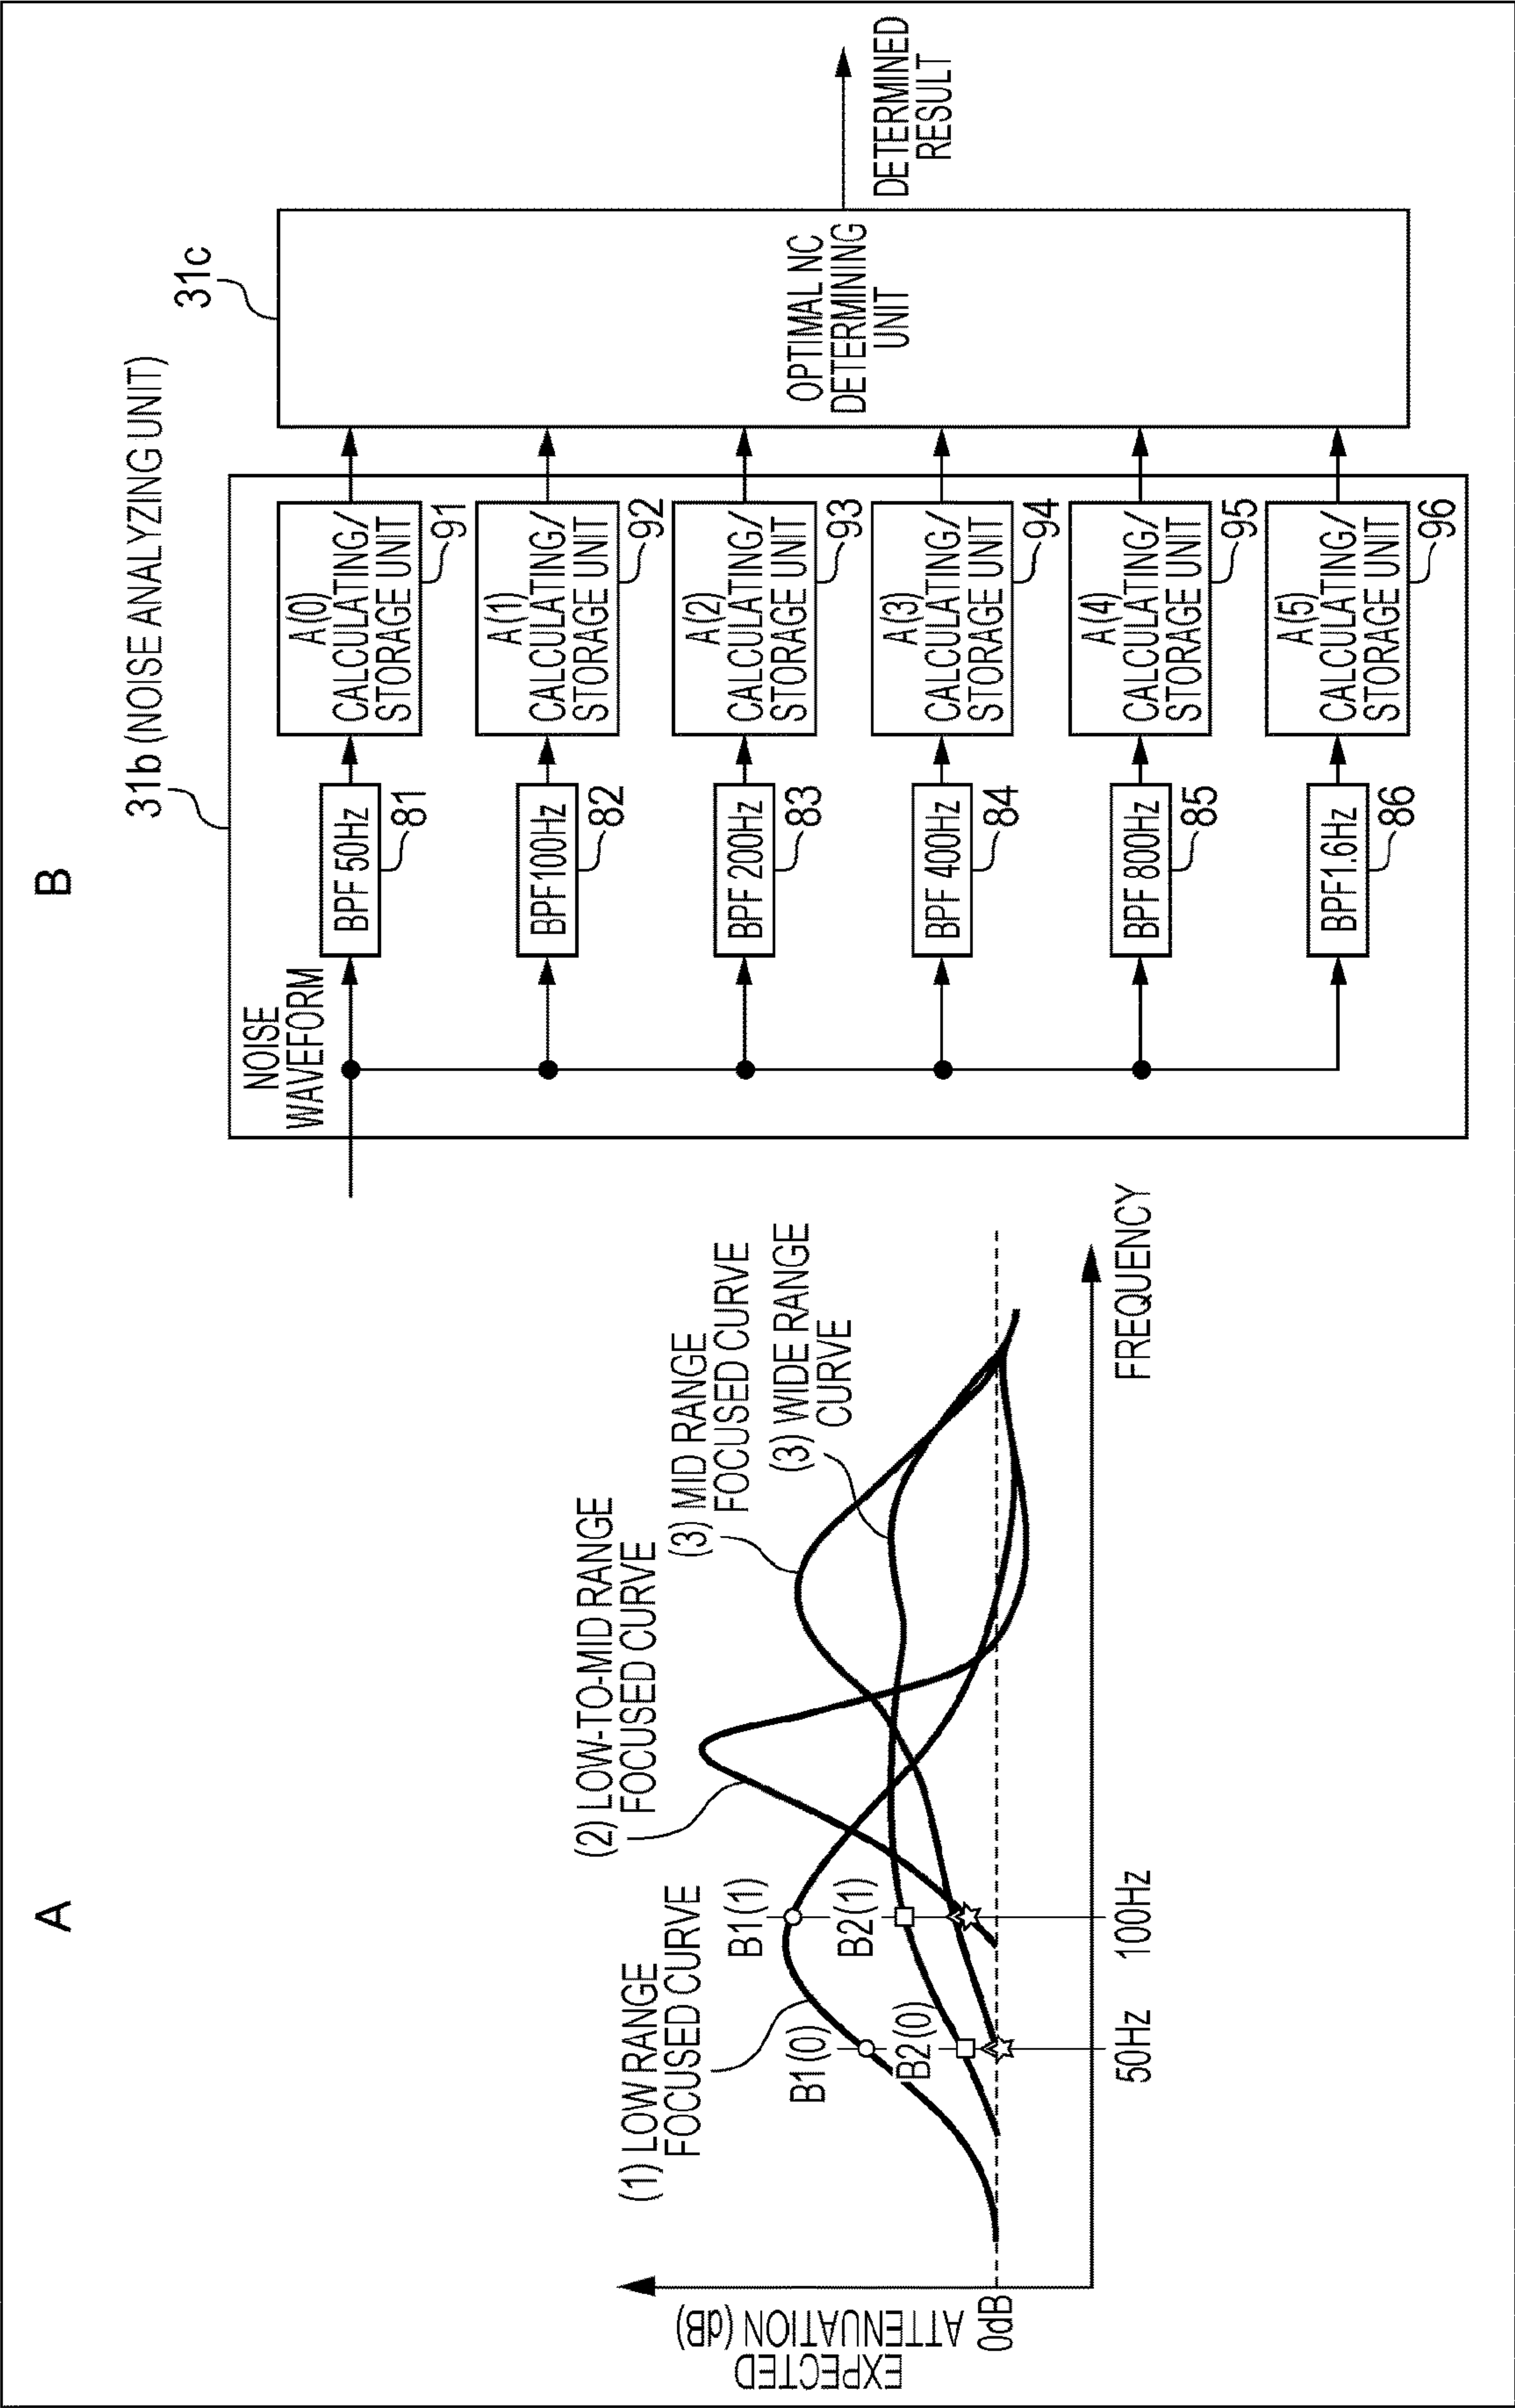 A
EXPECTED
ATTENUATION (dB)
0dB
(1) LOW RANGE
FOCUSED CURVE
(2) LOW-TO-MID RANGE
FOCUSED CURVE
(3) MID RANGE
FOCUSED CURVE
(3) WIDE RANGE
CURVE
B1(0)
B1(1)
B2(0)
B2(1)
50Hz
100Hz
FREQUENCY
B
31b (NOISE ANALYZING UNIT)
31c
NOISE
WAVEFORM
BPF 50Hz
81
A(0)
CALCULATING/
STORAGE UNIT
91
BPF100Hz
82
A(1)
CALCULATING/
STORAGE UNIT
92
BPF 200Hz
83
A(2)
CALCULATING/
STORAGE UNIT
93
BPF 400Hz
84
A(3)
CALCULATING/
STORAGE UNIT
94
BPF 800Hz
85
A(4)
CALCULATING/
STORAGE UNIT
95
BPF1.6Hz
86
A(5)
CALCULATING/
STORAGE UNIT
96
OPTIMAL NC
DETERMINING
UNIT
DETERMINED
RESULT